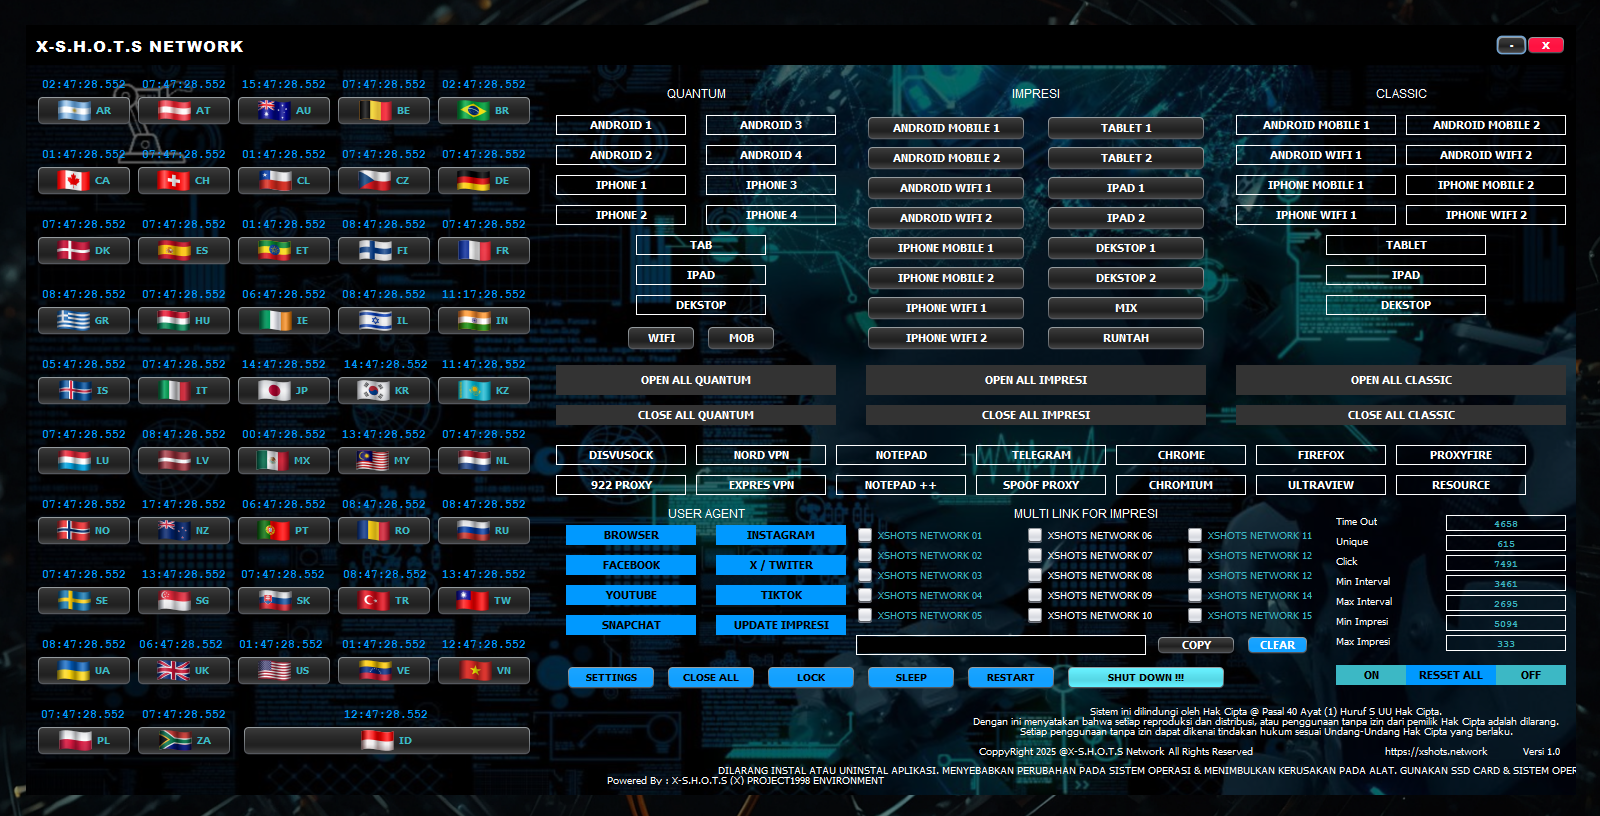 X-S.H.O.T.S NETWORK
- X
02:47:28.552 07:47:28.552 15:47:28.552 07:47:28.552 02:47:28.552
AR AT AU BE BR
01:47:28.552 07:47:28.552 01:47:28.552 07:47:28.552 07:47:28.552
CA CH CL CZ DE
07:47:28.552 07:47:28.552 01:47:28.552 08:47:28.552 07:47:28.552
DK ES ET FI FR
08:47:28.552 07:47:28.552 06:47:28.552 08:47:28.552 11:17:28.552
GR HU IE IL IN
05:47:28.552 07:47:28.552 14:47:28.552 14:47:28.552 11:47:28.552
IS IT JP KR KZ
07:47:28.552 08:47:28.552 00:47:28.552 13:47:28.552 07:47:28.552
LU LV MX MY NL
07:47:28.552 17:47:28.552 06:47:28.552 08:47:28.552 08:47:28.552
NO NZ PT RO RU
07:47:28.552 13:47:28.552 07:47:28.552 08:47:28.552 13:47:28.552
SE SG SK TR TW
08:47:28.552 06:47:28.552 01:47:28.552 01:47:28.552 12:47:28.552
UA UK US VE VN
07:47:28.552 07:47:28.552 12:47:28.552
PL ZA ID
QUANTUM
ANDROID 1 ANDROID 3
ANDROID 2 ANDROID 4
IPHONE 1 IPHONE 3
IPHONE 2 IPHONE 4
TAB
IPAD
DEKSTOP
WIFI MOB
OPEN ALL QUANTUM
CLOSE ALL QUANTUM
IMPRESI
ANDROID MOBILE 1 TABLET 1
ANDROID MOBILE 2 TABLET 2
ANDROID WIFI 1 IPAD 1
ANDROID WIFI 2 IPAD 2
IPHONE MOBILE 1 DEKSTOP 1
IPHONE MOBILE 2 DEKSTOP 2
IPHONE WIFI 1 MIX
IPHONE WIFI 2 RUNTAH
OPEN ALL IMPRESI
CLOSE ALL IMPRESI
CLASSIC
ANDROID MOBILE 1 ANDROID MOBILE 2
ANDROID WIFI 1 ANDROID WIFI 2
IPHONE MOBILE 1 IPHONE MOBILE 2
IPHONE WIFI 1 IPHONE WIFI 2
TABLET
IPAD
DEKSTOP
OPEN ALL CLASSIC
CLOSE ALL CLASSIC
DISVUSOCK NORD VPN NOTEPAD TELEGRAM CHROME FIREFOX PROXYFIRE
922 PROXY EXPRES VPN NOTEPAD ++ SPOOF PROXY CHROMIUM ULTRAVIEW RESOURCE
USER AGENT
BROWSER INSTAGRAM
FACEBOOK X / TWITER
YOUTUBE TIKTOK
SNAPCHAT UPDATE IMPRESI
MULTI LINK FOR IMPRESI
XSHOTS NETWORK 01 XSHOTS NETWORK 06 XSHOTS NETWORK 11
XSHOTS NETWORK 02 XSHOTS NETWORK 07 XSHOTS NETWORK 12
XSHOTS NETWORK 03 XSHOTS NETWORK 08 XSHOTS NETWORK 12
XSHOTS NETWORK 04 XSHOTS NETWORK 09 XSHOTS NETWORK 14
XSHOTS NETWORK 05 XSHOTS NETWORK 10 XSHOTS NETWORK 15
COPY CLEAR
Time Out 4658
Unique 615
Click 7491
Min Interval 3461
Max Interval 2695
Min Impresi 5094
Max Impresi 333
ON RESSET ALL OFF
SETTINGS CLOSE ALL LOCK SLEEP RESTART SHUT DOWN !!!
Sistem ini dilindungi oleh Hak Cipta @ Pasal 40 Ayat (1) Huruf S UU Hak Cipta.
Dengan ini menyatakan bahwa setiap reproduksi dan distribusi, atau penggunaan tanpa izin dari pemilik Hak Cipta adalah dilarang.
Setiap penggunaan tanpa izin dapat dikenai tindakan hukum sesuai Undang-Undang Hak Cipta yang berlaku.
CoppyRight 2025 @X-S.H.O.T.S Network All Rights Reserved https://xshots.network Versi 1.0
DILARANG INSTAL ATAU UNINSTAL APLIKASI. MENYEBABKAN PERUBAHAN PADA SISTEM OPERASI & MENIMBULKAN KERUSAKAN PADA ALAT. GUNAKAN SSD CARD & SISTEM OPER
Powered By : X-S.H.O.T.S (X) PROJECT1998 ENVIRONMENT